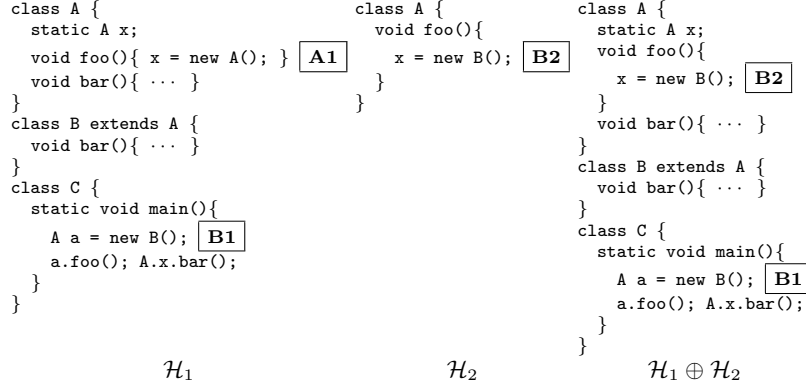 class A {
  static A x;
  void foo(){ x = new A(); } A1
  void bar(){ ··· }
}
class B extends A {
  void bar(){ ··· }
}
class C {
  static void main(){
    A a = new B(); B1
    a.foo(); A.x.bar();
  }
}
ℋ₁
class A {
  void foo(){
    x = new B(); B2
  }
}
ℋ₂
class A {
  static A x;
  void foo(){
    x = new B(); B2
  }
  void bar(){ ··· }
}
class B extends A {
  void bar(){ ··· }
}
class C {
  static void main(){
    A a = new B(); B1
    a.foo(); A.x.bar();
  }
}
ℋ₁ ⊕ ℋ₂